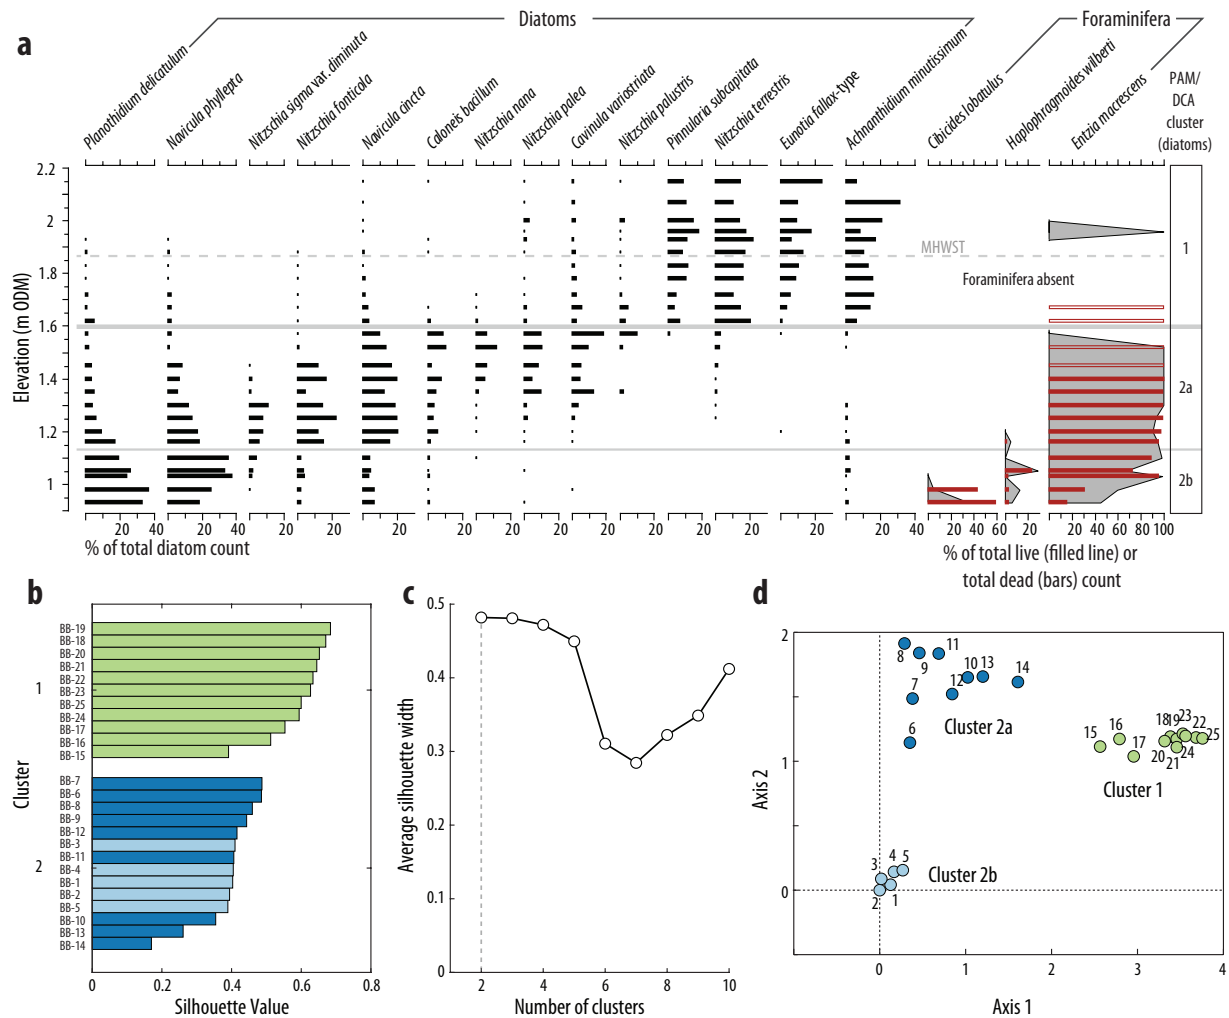 Diatoms
Foraminifera
a
Planothidium delicatulum
Navicula phyllepta
Nitzschia sigma var. diminuta
Nitzschia fonticola
Navicula cincta
Caloneis bacillum
Nitzschia nana
Nitzschia palea
Cavinula variostriata
Nitzschia palustris
Pinnularia subcapitata
Nitzschia terrestris
Eunotia fallax-type
Achnanthidium minutissimum
Cibicides lobatulus
Haplophragmoides wilberti
Entzia macrescens
PAM/
DCA
cluster
(diatoms)
Elevation (m ODM)
2.2
2
1.8
1.6
1.4
1.2
1
MHWST
Foraminifera absent
1
2a
2b
20 40 20 40 20 20 20 20 20 20 20 20 20 20 20 20 40 20 40 60 20 20 40 60 80 100
% of total diatom count
% of total live (filled line) or
total dead (bars) count
b
Cluster
1
2
BB-19
BB-18
BB-20
BB-21
BB-22
BB-23
BB-25
BB-24
BB-17
BB-16
BB-15
BB-7
BB-6
BB-8
BB-9
BB-12
BB-3
BB-11
BB-4
BB-1
BB-2
BB-5
BB-10
BB-13
BB-14
1
2
0 0.2 0.4 0.6 0.8
Silhouette Value
c
Average silhouette width
0.5
0.4
0.3
0.2
0.1
0
2 4 6 8 10
Number of clusters
d
Axis 2
2
1
0
8 9 11 10 13 14
7 12
6
Cluster 2a
15 16 17 18 19 23 22 25
20 21 24
Cluster 1
3 4 5
2 1
Cluster 2b
0 1 2 3 4
Axis 1